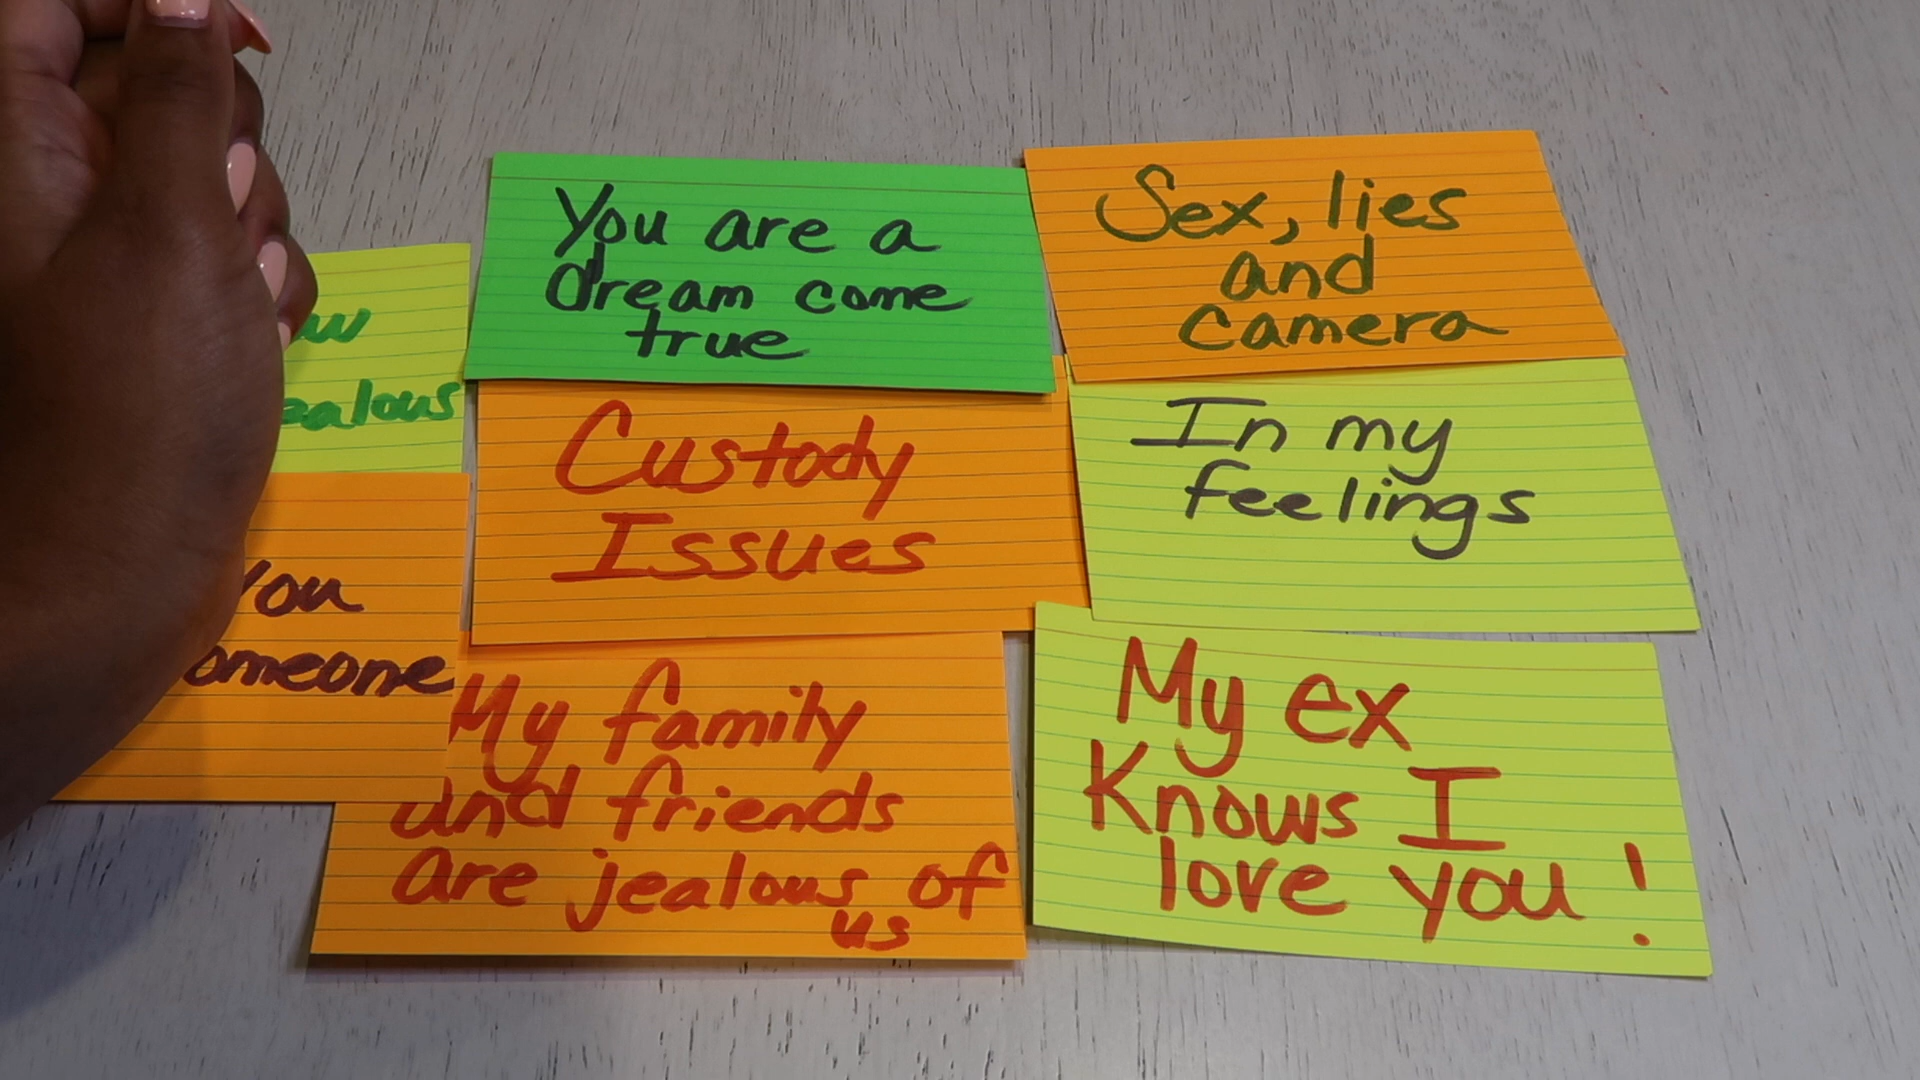 You are a
dream come
true
Sex, lies
and
camera
Custody
Issues
In my
feelings
you
My family
and friends
are jealous of
us
My ex
Knows I
love you!